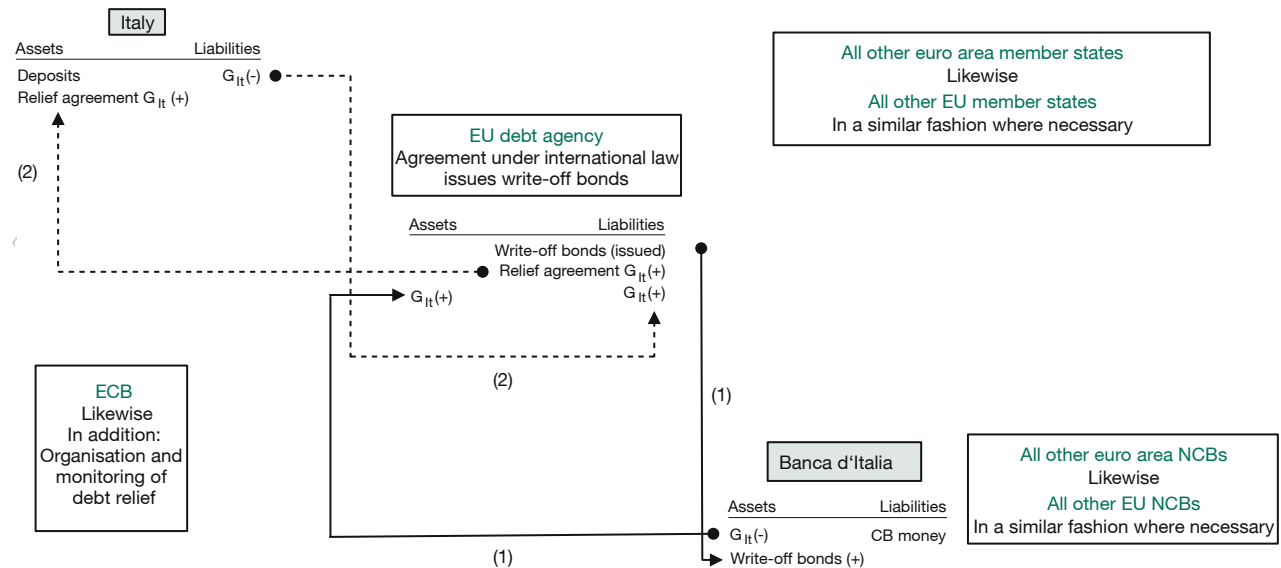 Italy
Assets Liabilities
Deposits G It (-)
Relief agreement G It (+)
(2)
All other euro area member states
Likewise
All other EU member states
In a similar fashion where necessary
EU debt agency
Agreement under international law
issues write-off bonds
Assets Liabilities
Write-off bonds (issued)
Relief agreement G It (+)
G It (+) G It (+)
(2)
(1)
ECB
Likewise
In addition:
Organisation and
monitoring of
debt relief
Banca d'Italia
Assets Liabilities
G It (-) CB money
Write-off bonds (+)
(1)
All other euro area NCBs
Likewise
All other EU NCBs
In a similar fashion where necessary